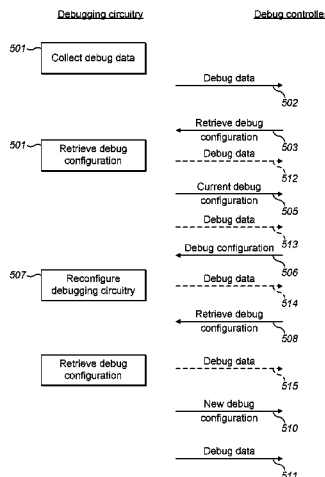 Debugging circuitry Debug controlle
501 Collect debug data
Debug data
502
Retrieve debug
configuration 503
501 Retrieve debug
configuration
Debug data
512
Current debug
configuration 505
Debug data
513
Debug configuration
506
507 Reconfigure
debugging circuitry
Debug data
514
Retrieve debug
configuration 508
Retrieve debug
configuration
Debug data
515
New debug
configuration 510
Debug data
511